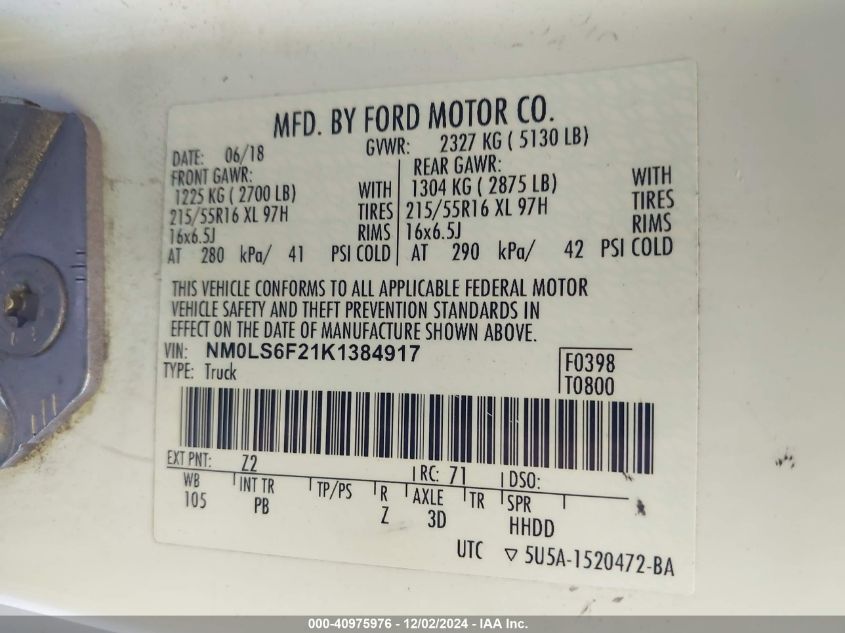 MFD. BY FORD MOTOR CO.
DATE: 06/18 GVWR: 2327 KG ( 5130 LB)
FRONT GAWR: REAR GAWR:
1225 KG ( 2700 LB) WITH 1304 KG ( 2875 LB) WITH
215/55R16 XL 97H TIRES 215/55R16 XL 97H TIRES
16x6.5J RIMS 16x6.5J RIMS
AT 280 kPa/ 41 PSI COLD AT 290 kPa/ 42 PSI COLD
THIS VEHICLE CONFORMS TO ALL APPLICABLE FEDERAL MOTOR
VEHICLE SAFETY AND THEFT PREVENTION STANDARDS IN
EFFECT ON THE DATE OF MANUFACTURE SHOWN ABOVE.
VIN: NM0LS6F21K1384917
F0398
TYPE: Truck
T0800
EXT PNT: Z2 RC: 71 DSO:
WB INT TR TP/PS R AXLE TR SPR
105 PB Z 3D HHDD
UTC ▽ 5U5A-1520472-BA
000-40975976 - 12/02/2024 - IAA Inc.